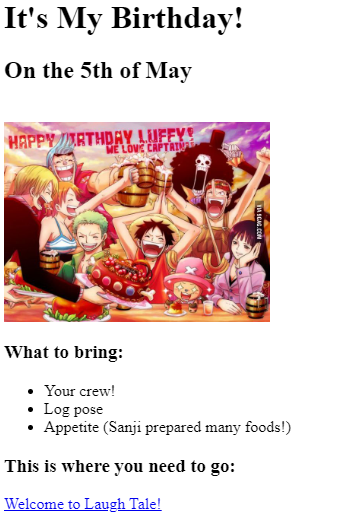 It's My Birthday!
On the 5th of May
HAPPY BIRTHDAY LUFFY!
WE LOVE CAPTAIN!
VIA 9GAG.COM
What to bring:
Your crew!
Log pose
Appetite (Sanji prepared many foods!)
This is where you need to go:
Welcome to Laugh Tale!